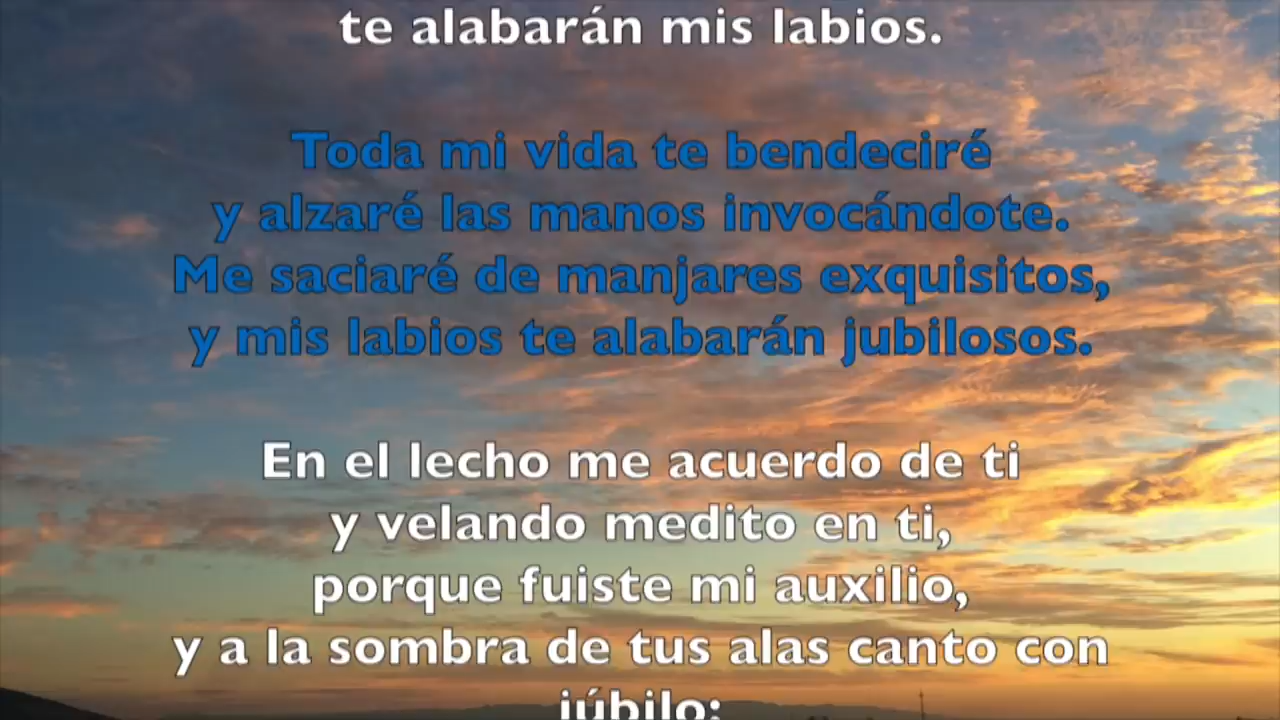 te alabarán mis labios.
Toda mi vida te bendeciré
y alzaré las manos invocándote.
Me saciaré de manjares exquisitos,
y mis labios te alabarán jubilosos.
En el lecho me acuerdo de ti
y velando medito en ti,
porque fuiste mi auxilio,
y a la sombra de tus alas canto con
júbilo: